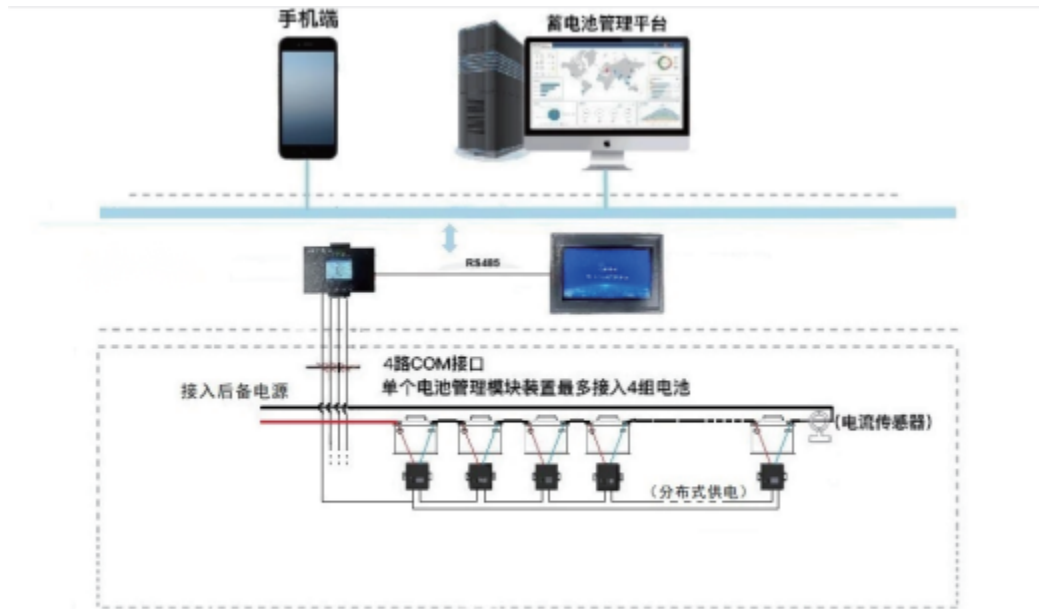 手机端
蓄电池管理平台
RS485
4路COM接口
接入后备电源
单个电池管理模块装置最多接入4组电池
(电流传感器)
(分布式供电)